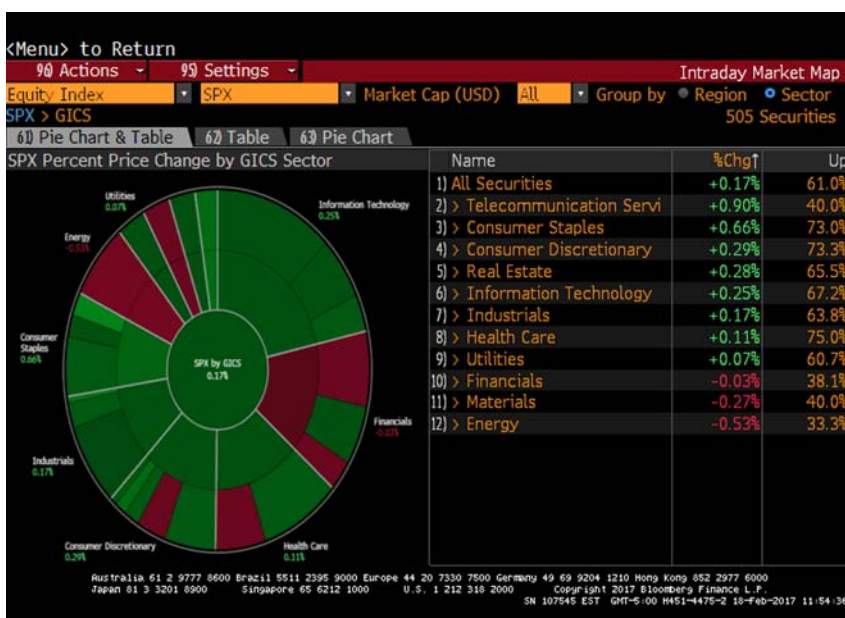 <Menu> to Return
96) Actions 95) Settings Intraday Market Map
Equity Index SPX Market Cap (USD) All Group by Region Sector
SPX > GICS 505 Securities
61) Pie Chart & Table 62) Table 63) Pie Chart
SPX Percent Price Change by GICS Sector
Utilities
0.07%
Information Technology
0.25%
Energy
-0.53%
Consumer
Staples
0.66%
SPX by GICS
0.17%
Financials
-0.03%
Industrials
0.17%
Consumer Discretionary
0.29%
Health Care
0.11%
Name %Chg↑ Up
1) All Securities +0.17% 61.0%
2) > Telecommunication Servi +0.90% 40.0%
3) > Consumer Staples +0.66% 73.0%
4) > Consumer Discretionary +0.29% 73.3%
5) > Real Estate +0.28% 65.5%
6) > Information Technology +0.25% 67.2%
7) > Industrials +0.17% 63.8%
8) > Health Care +0.11% 75.0%
9) > Utilities +0.07% 60.7%
10) > Financials -0.03% 38.1%
11) > Materials -0.27% 40.0%
12) > Energy -0.53% 33.3%
Australia 61 2 9777 8600 Brazil 5511 2395 9000 Europe 44 20 7330 7500 Germany 49 69 9204 1210 Hong Kong 852 2977 6000
Japan 81 3 3201 8900 Singapore 65 6212 1000 U.S. 1 212 318 2000 Copyright 2017 Bloomberg Finance L.P.
SN 107545 EST GMT-5:00 H451-4475-2 18-Feb-2017 11:54:36